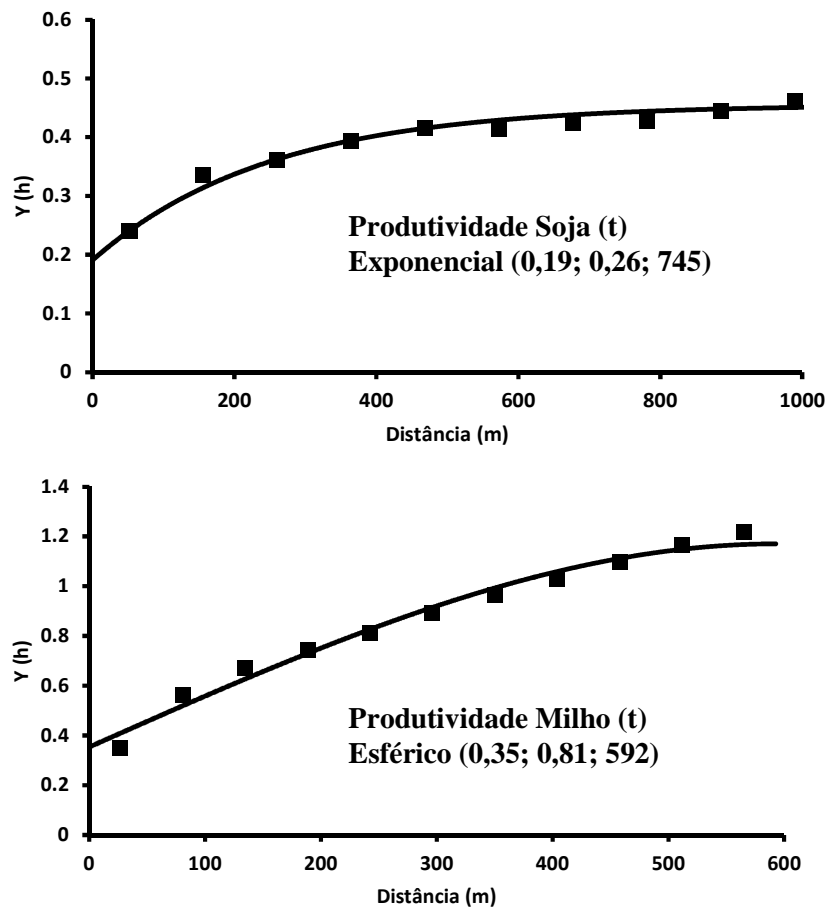 0.6
0.5
0.4
0.3
0.2
0.1
0
Y (h)
Produtividade Soja (t)
Exponencial (0,19; 0,26; 745)
0 200 400 600 800 1000
Distância (m)
1.4
1.2
1
0.8
0.6
0.4
0.2
0
Y (h)
Produtividade Milho (t)
Esférico (0,35; 0,81; 592)
0 100 200 300 400 500 600
Distância (m)